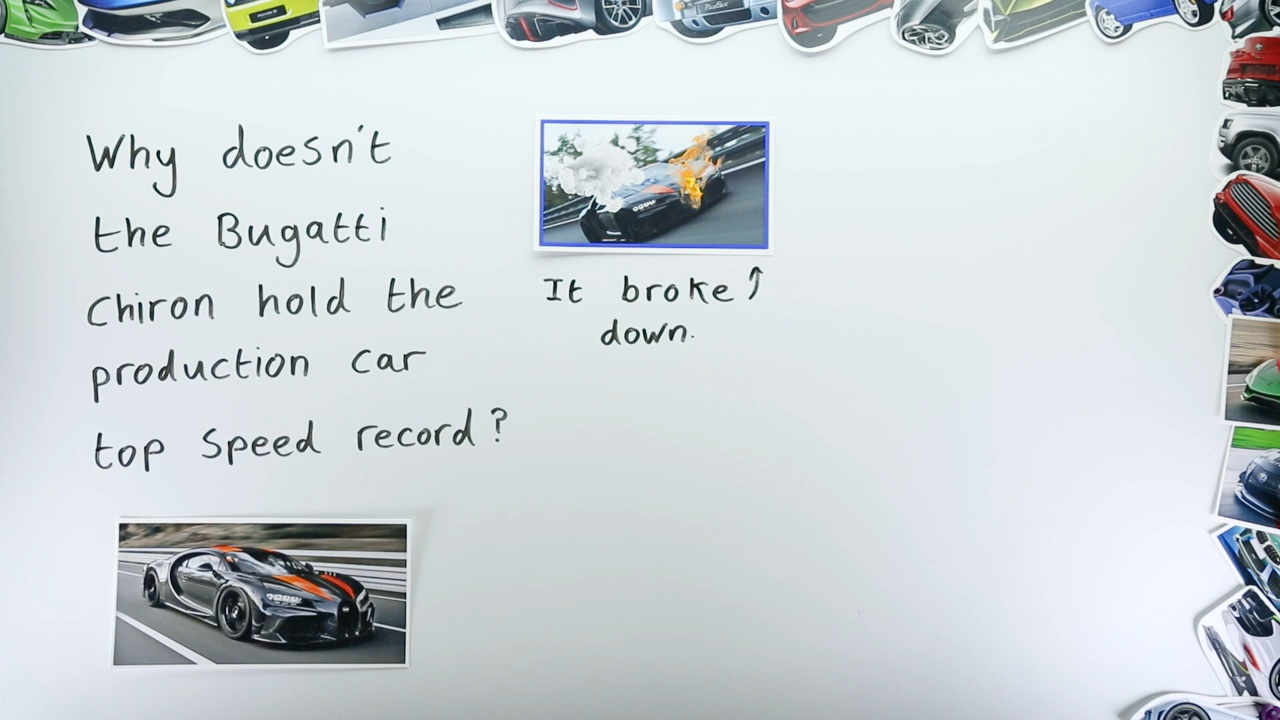 Why doesn't
the Bugatti
Chiron hold the
production car
top speed record?
It broke
down.